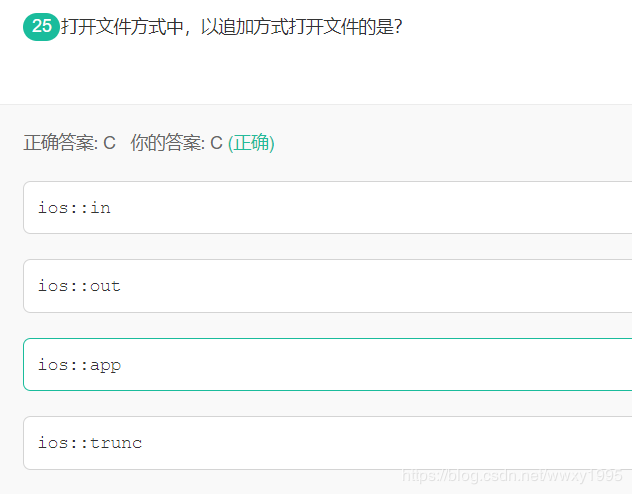 25 打开文件方式中，以追加方式打开文件的是?
正确答案: C 你的答案: C (正确)
ios::in
ios::out
ios::app
ios::trunc
https://blog.csdn.net/wwxy1995